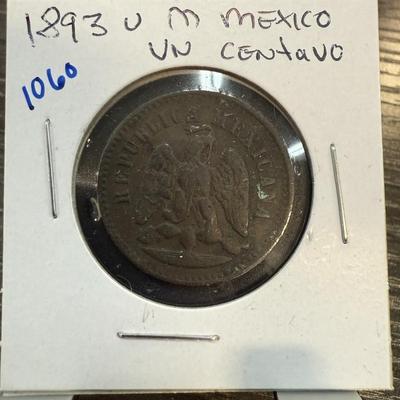 1893 U M MEXICO
UN CENTAVO
1060
REPUBLICA MEXICANA